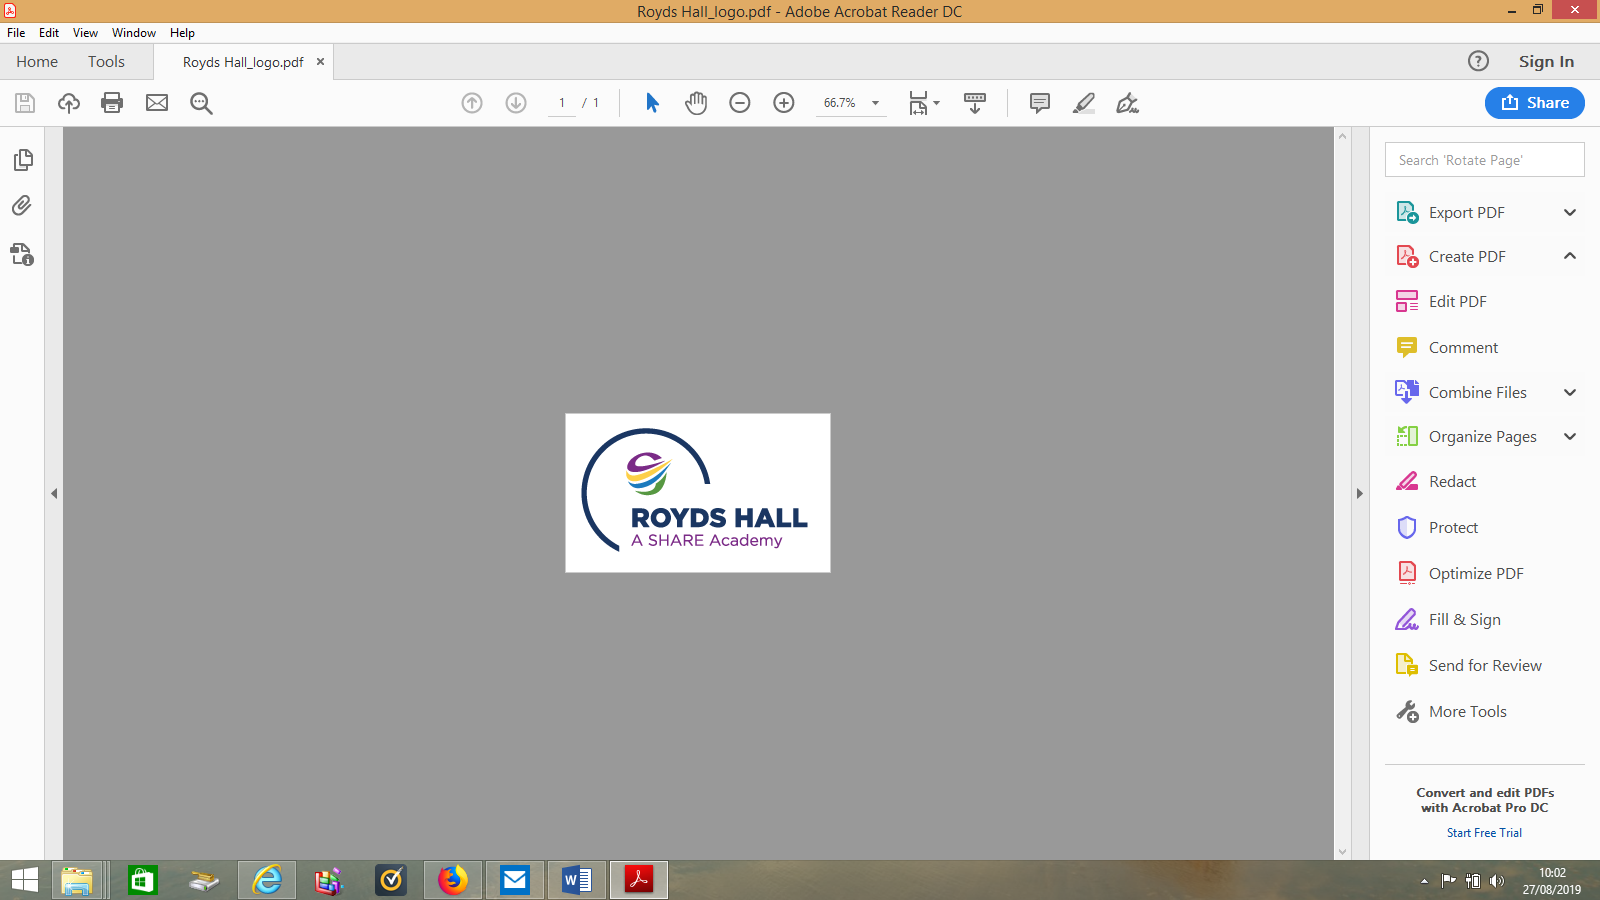 Royds Hall_logo.pdf - Adobe Acrobat Reader DC
File Edit View Window Help
Home Tools Royds Hall_logo.pdf × ? Sign In
1 / 1 66.7% Share
Search 'Rotate Page'
Export PDF
Create PDF
Edit PDF
Comment
Combine Files
Organize Pages
Redact
Protect
Optimize PDF
Fill & Sign
Send for Review
More Tools
Convert and edit PDFs
with Acrobat Pro DC
Start Free Trial
ROYDS HALL
A SHARE Academy
10:02
27/08/2019